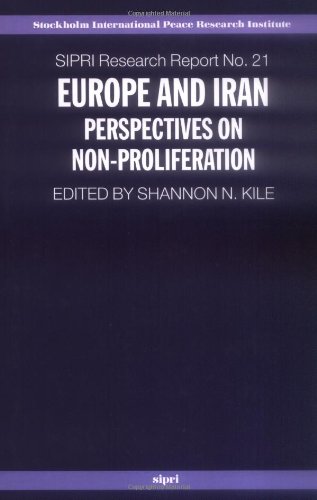 Stockholm International Peace Research Institute
SIPRI Research Report No. 21
EUROPE AND IRAN
PERSPECTIVES ON
NON-PROLIFERATION
EDITED BY SHANNON N. KILE
sipri